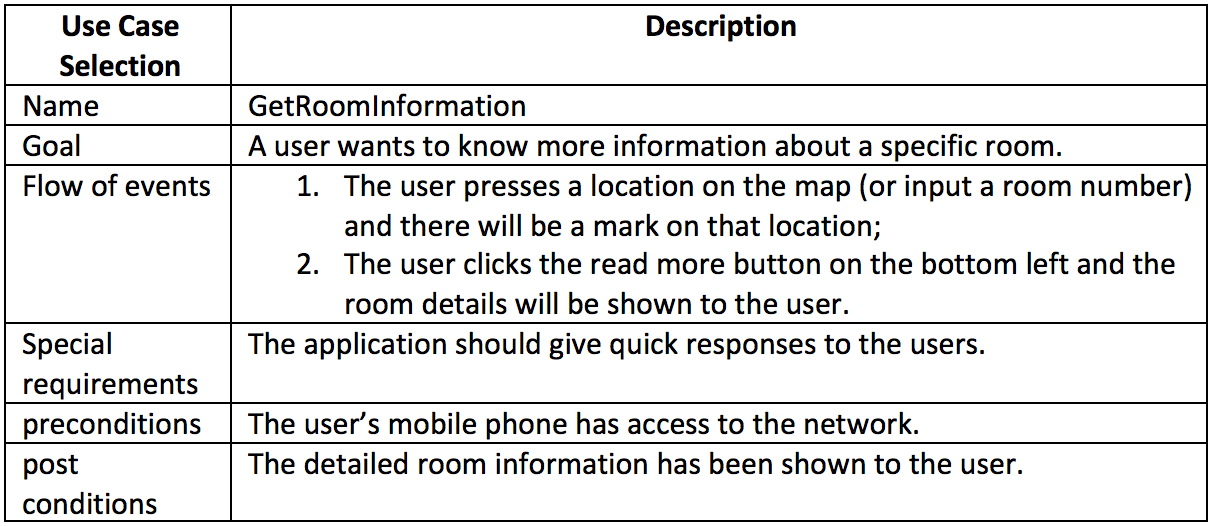 Use Case
Selection
Description
Name
GetRoomInformation
Goal
A user wants to know more information about a specific room.
Flow of events
1. The user presses a location on the map (or input a room number)
and there will be a mark on that location;
2. The user clicks the read more button on the bottom left and the
room details will be shown to the user.
Special
requirements
The application should give quick responses to the users.
preconditions
The user’s mobile phone has access to the network.
post
conditions
The detailed room information has been shown to the user.